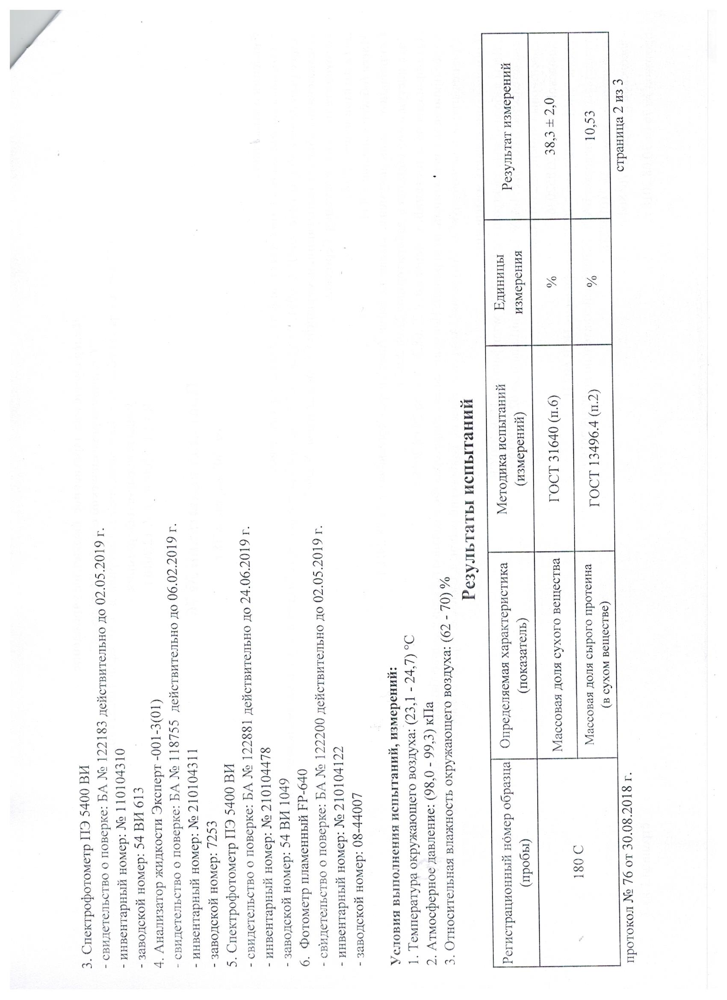 3. Спектрофотометр ПЭ 5400 ВИ
- свидетельство о поверке: БА № 122183 действительно до 02.05.2019 г.
- инвентарный номер: № 110104310
- заводской номер: 54 ВИ 613
4. Анализатор жидкости Эксперт -001-3(01)
- свидетельство о поверке: БА № 118755 действительно до 06.02.2019 г.
- инвентарный номер: № 210104311
- заводской номер: 7253
5. Спектрофотометр ПЭ 5400 ВИ
- свидетельство о поверке: БА № 122881 действительно до 24.06.2019 г.
- инвентарный номер: № 210104478
- заводской номер: 54 ВИ 1049
6. Фотометр пламенный FP-640
- свидетельство о поверке: БА № 122200 действительно до 02.05.2019 г.
- инвентарный номер: № 210104122
- заводской номер: 08-44007
Условия выполнения испытаний, измерений:
1. Температура окружающего воздуха: (23,1 - 24,7) °С
2. Атмосферное давление: (98,0 - 99,3) кПа
3. Относительная влажность окружающего воздуха: (62 - 70) %
Результаты испытаний
Регистрационный номер образца (пробы)
Определяемая характеристика (показатель)
Методика испытаний (измерений)
Единицы измерения
Результат измерений
180 С
Массовая доля сухого вещества
ГОСТ 31640 (п.6)
%
38,3 ± 2,0
Массовая доля сырого протеина (в сухом веществе)
ГОСТ 13496.4 (п.2)
%
10,53
протокол № 76 от 30.08.2018 г.
страница 2 из 3